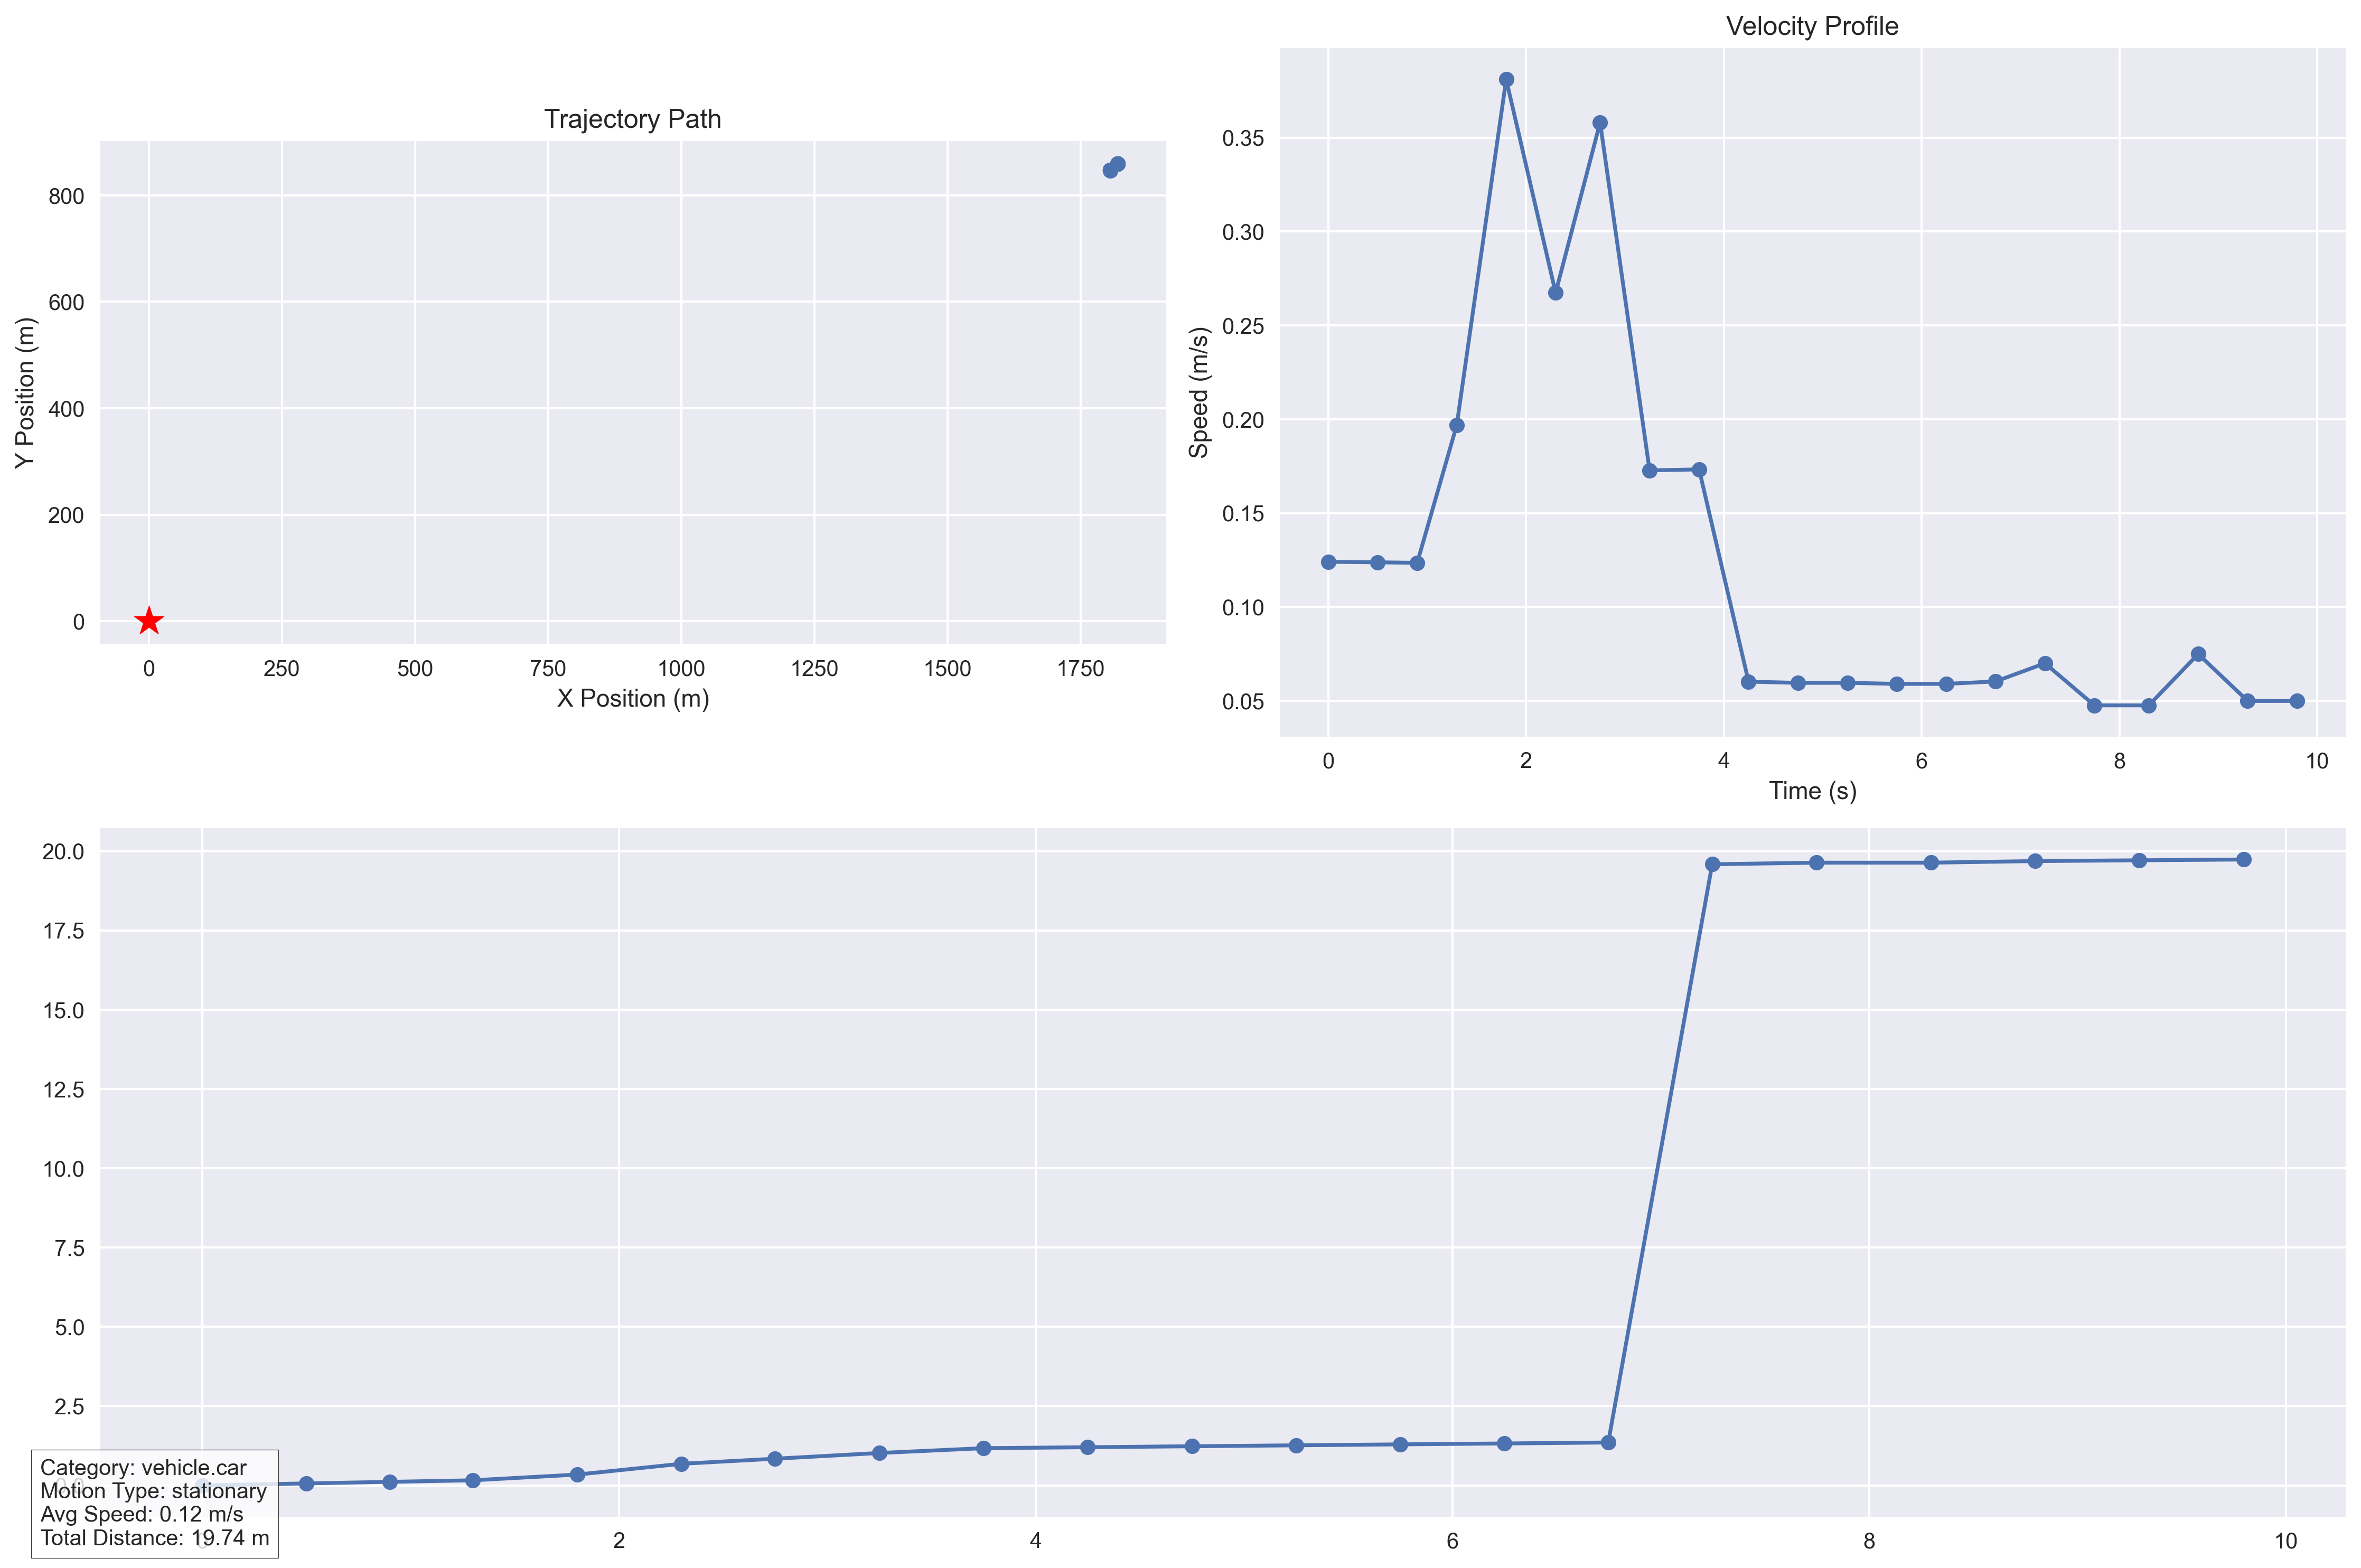 Trajectory Path
Y Position (m)
800
600
400
200
0
0 250 500 750 1000 1250 1500 1750
X Position (m)
Velocity Profile
Speed (m/s)
0.35
0.30
0.25
0.20
0.15
0.10
0.05
0 2 4 6 8 10
Time (s)
20.0
17.5
15.0
12.5
10.0
7.5
5.0
2.5
0.0
0 2 4 6 8 10
Category: vehicle.car
Motion Type: stationary
Avg Speed: 0.12 m/s
Total Distance: 19.74 m